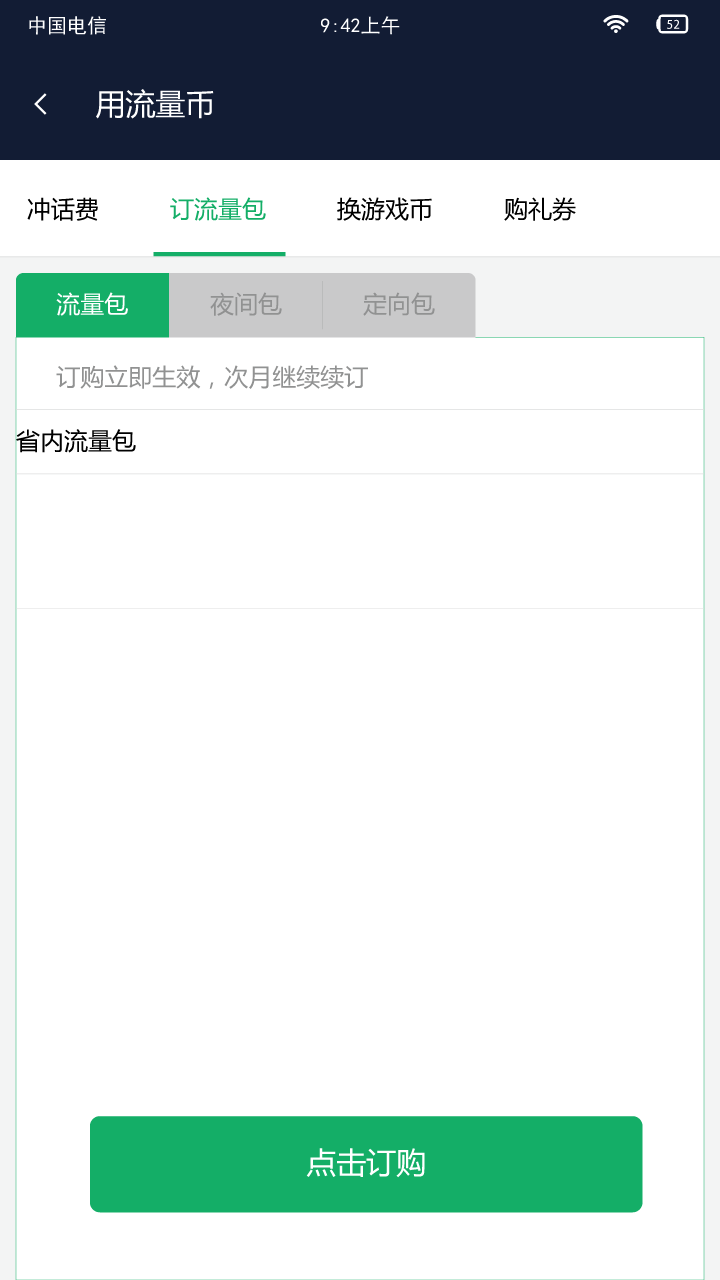 中国电信 9:42上午 52
用流量币
冲话费 订流量包 换游戏币 购礼券
流量包 夜间包 定向包
订购立即生效，次月继续续订
省内流量包
点击订购